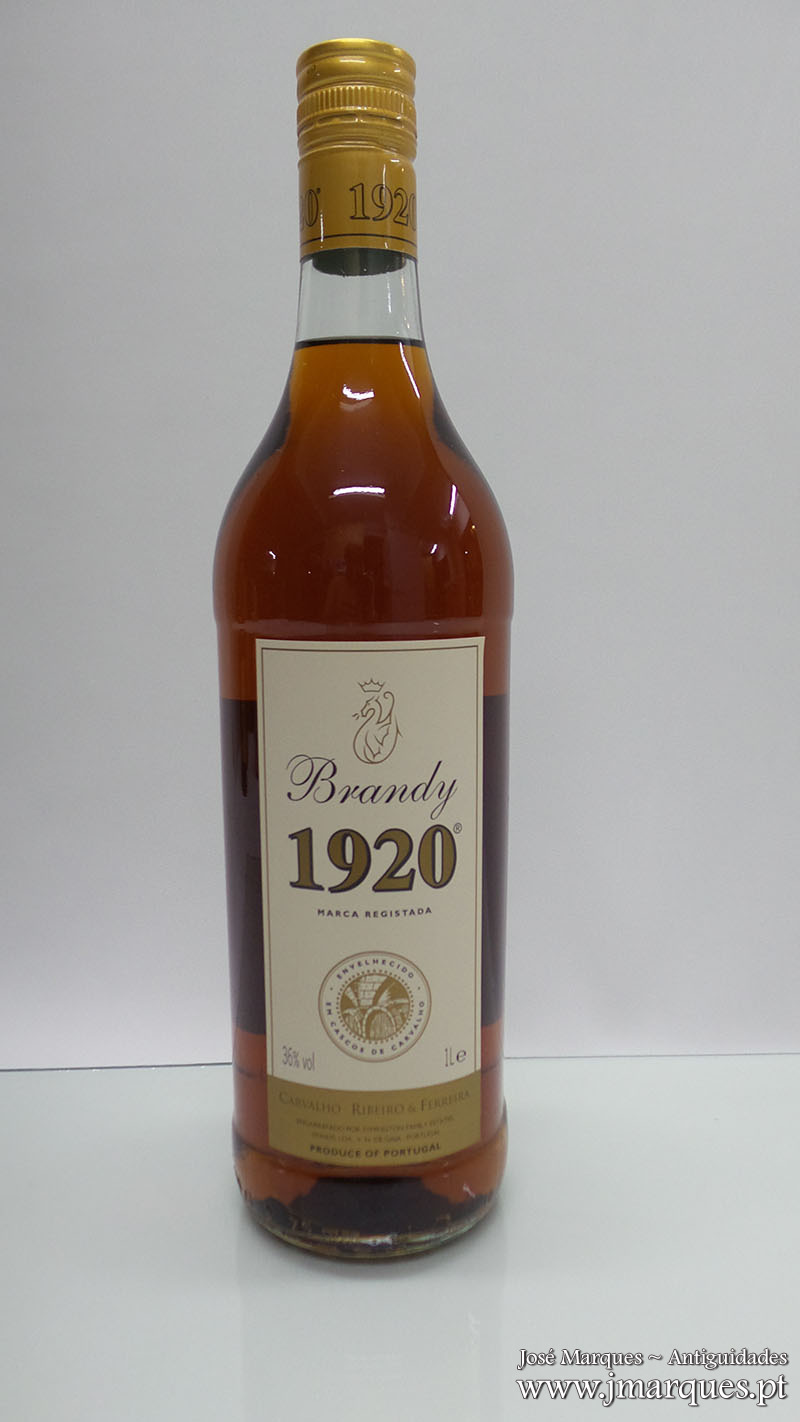 20®
1920
Brandy
1920®
MARCA REGISTADA
ENVELHECIDO
EM CASCOS DE CARVALHO
36% vol
1L e
CARVALHO RIBEIRO & FERREIRA
PRODUCE OF PORTUGAL
José Marques ~ Antiguidades
www.jmarques.pt